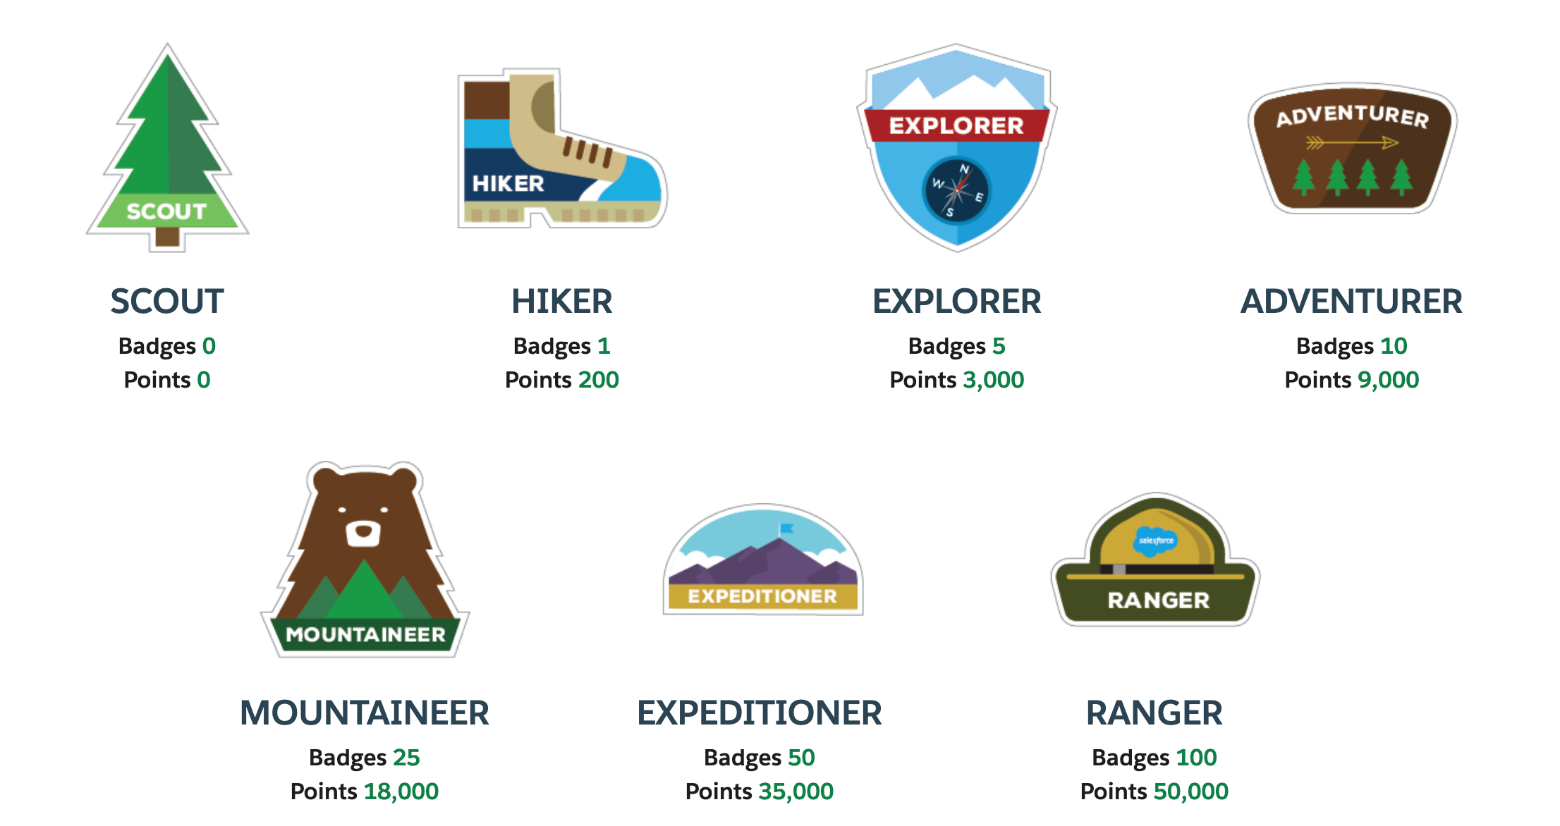 SCOUT
HIKER
EXPLORER
N
W
E
S
ADVENTURER
SCOUT
Badges 0
Points 0
HIKER
Badges 1
Points 200
EXPLORER
Badges 5
Points 3,000
ADVENTURER
Badges 10
Points 9,000
MOUNTAINEER
EXPEDITIONER
salesforce
RANGER
MOUNTAINEER
Badges 25
Points 18,000
EXPEDITIONER
Badges 50
Points 35,000
RANGER
Badges 100
Points 50,000